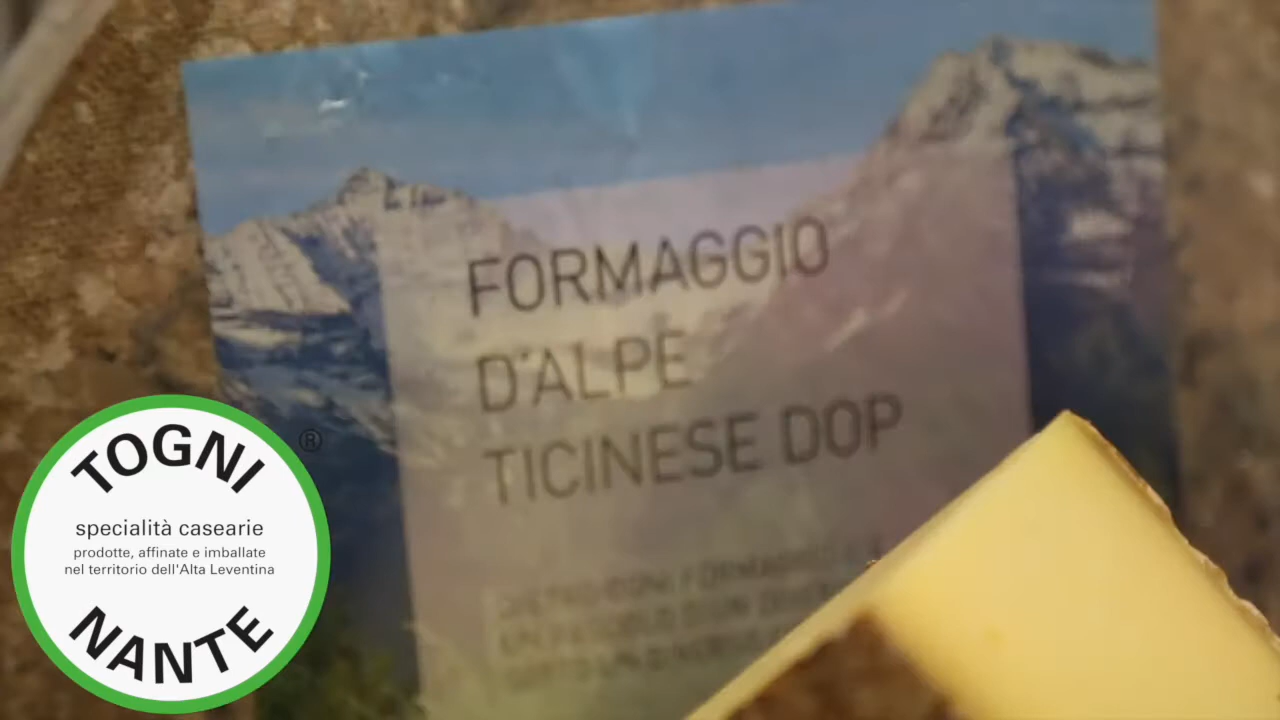 FORMAGGIO
D'ALPE
TICINESE DOP
®
TOGNI
specialità casearie
prodotte, affinate e imballate
nel territorio dell'Alta Leventina
NANTE